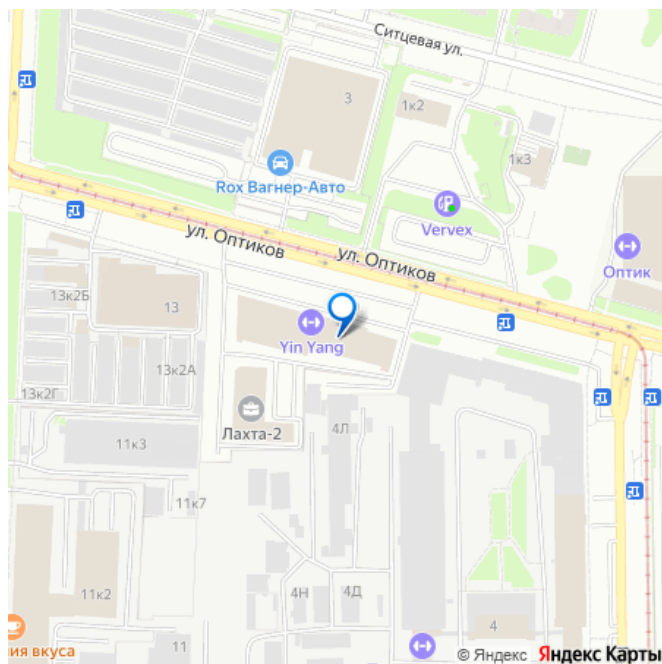 Ситцевая ул.
3
1к2
1к3
Rox Вагнер-Авто
Vervex
ул. Оптиков
ул. Оптиков
Оптик
13к2Б
13
Yin Yang
13к2А
13к2Г
Лахта-2
4Л
11к3
11к7
11к2
4Н
4Д
4
ния вкуса
11
© Яндекс Яндекс Карты